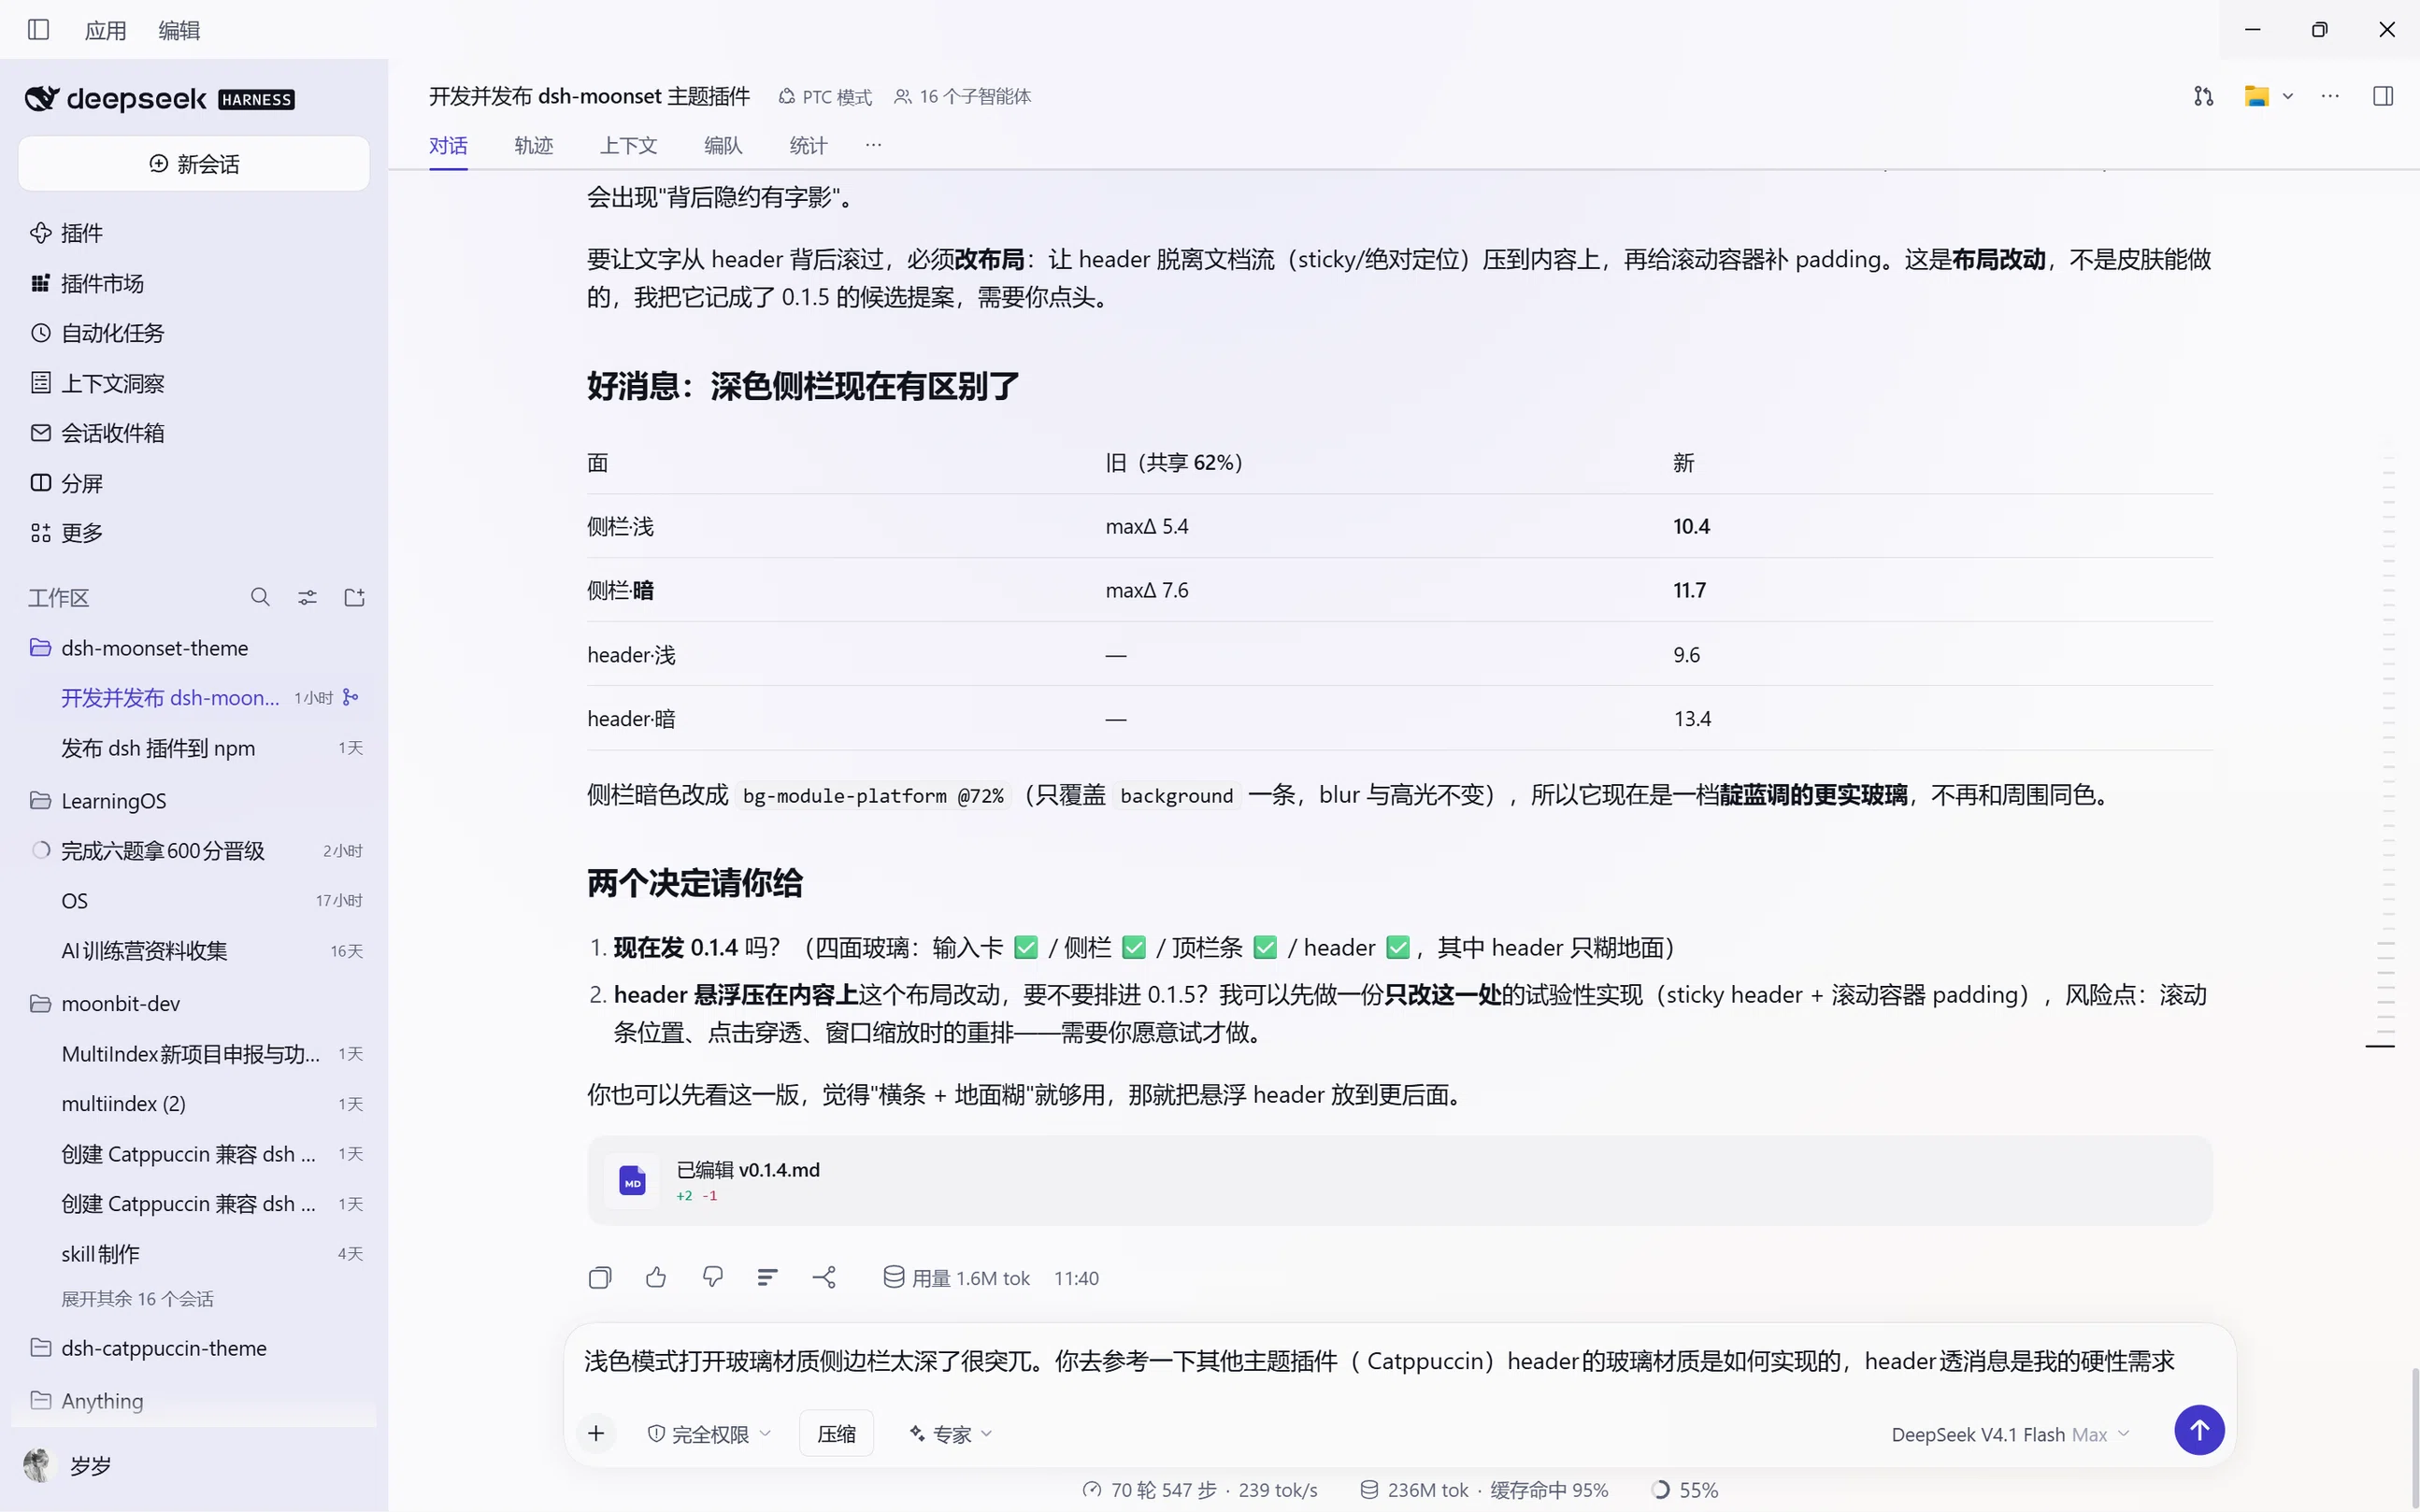 应用 编辑
deepseek HARNESS
新会话
插件
插件市场
自动化任务
上下文洞察
会话收件箱
分屏
更多
工作区
dsh-moonset-theme
开发并发布 dsh-moon... 1小时
发布 dsh 插件到 npm 1天
LearningOS
完成六题拿600分晋级 2小时
OS 17小时
AI训练营资料收集 16天
moonbit-dev
MultiIndex新项目申报与功... 1天
multiindex (2) 1天
创建 Catppuccin 兼容 dsh ... 1天
创建 Catppuccin 兼容 dsh ... 1天
skill制作 4天
展开其余 16 个会话
dsh-catppuccin-theme
Anything
岁岁
开发并发布 dsh-moonset 主题插件 PTC 模式 16 个子智能体
对话 轨迹 上下文 编队 统计 ...
会出现"背后隐约有字影"。
要让文字从 header 背后滚过，必须改布局：让 header 脱离文档流（sticky/绝对定位）压到内容上，再给滚动容器补 padding。这是布局改动，不是皮肤能做
的，我把它记成了 0.1.5 的候选提案，需要你点头。
好消息：深色侧栏现在有区别了
面 旧（共享 62%） 新
侧栏·浅 maxΔ 5.4 10.4
侧栏·暗 maxΔ 7.6 11.7
header·浅 — 9.6
header·暗 — 13.4
侧栏暗色改成 bg-module-platform @72%（只覆盖 background 一条，blur 与高光不变），所以它现在是一档靛蓝调的更实玻璃，不再和周围同色。
两个决定请你给
1. 现在发 0.1.4 吗？（四面玻璃：输入卡 ✅ / 侧栏 ✅ / 顶栏条 ✅ / header ✅，其中 header 只糊地面）
2. header 悬浮压在内容上这个布局改动，要不要排进 0.1.5？我可以先做一份只改这一处的试验性实现（sticky header + 滚动容器 padding），风险点：滚动
条位置、点击穿透、窗口缩放时的重排——需要你愿意试才做。
你也可以先看这一版，觉得"横条 + 地面糊"就够用，那就把悬浮 header 放到更后面。
MD 已编辑 v0.1.4.md
+2 -1
用量 1.6M tok 11:40
浅色模式打开玻璃材质侧边栏太深了很突兀。你去参考一下其他主题插件（ Catppuccin）header的玻璃材质是如何实现的，header透消息是我的硬性需求
完全权限 压缩 专家 DeepSeek V4.1 Flash Max
70 轮 547 步 · 239 tok/s 236M tok · 缓存命中 95% 55%